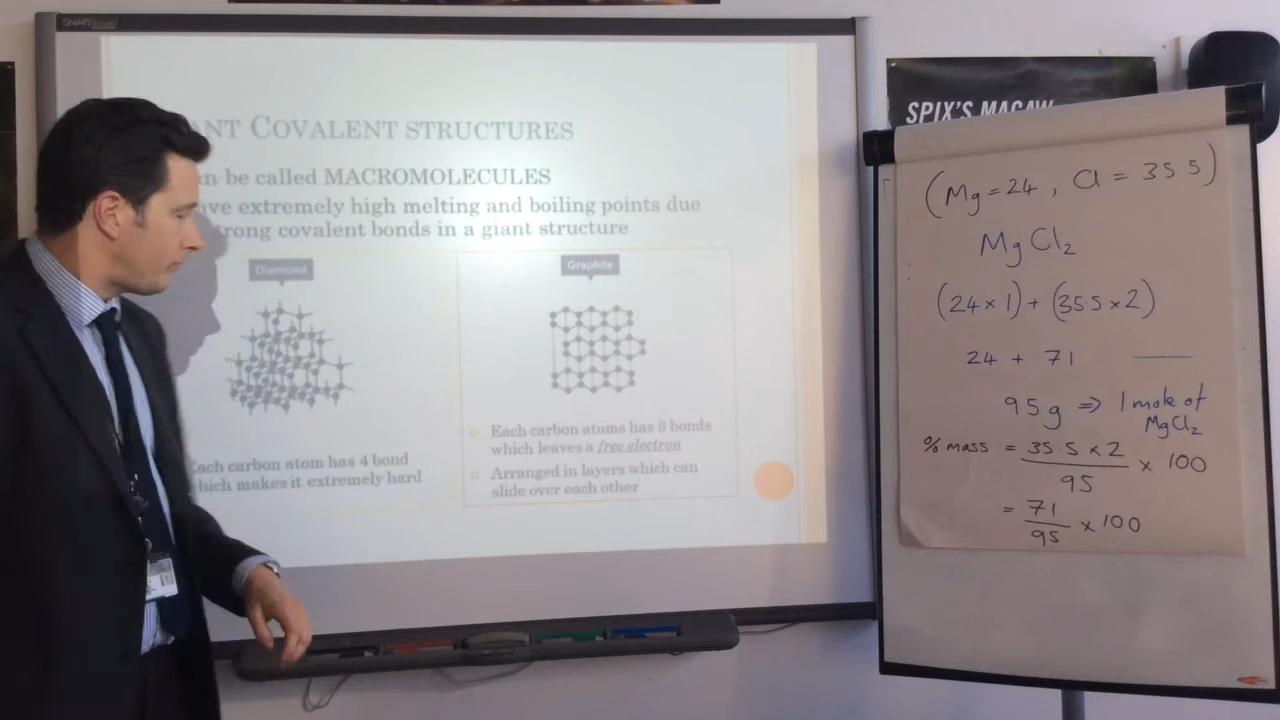 SMART
ANT COVALENT STRUCTURES
n be called MACROMOLECULES
ve extremely high melting and boiling points due
trong covalent bonds in a giant structure
Diamond
ach carbon atom has 4 bond
hich makes it extremely hard
Graphite
Each carbon atoms has 3 bonds
which leaves a free electron
Arranged in layers which can
slide over each other
SPIX'S MACAW
(Mg = 24 , Cl = 35.5)
MgCl₂
(24 × 1) + (35.5 × 2)
24 + 71
95g ⇒ 1 mole of
MgCl₂
% mass = 35.5 × 2 / 95 × 100
= 71 / 95 × 100